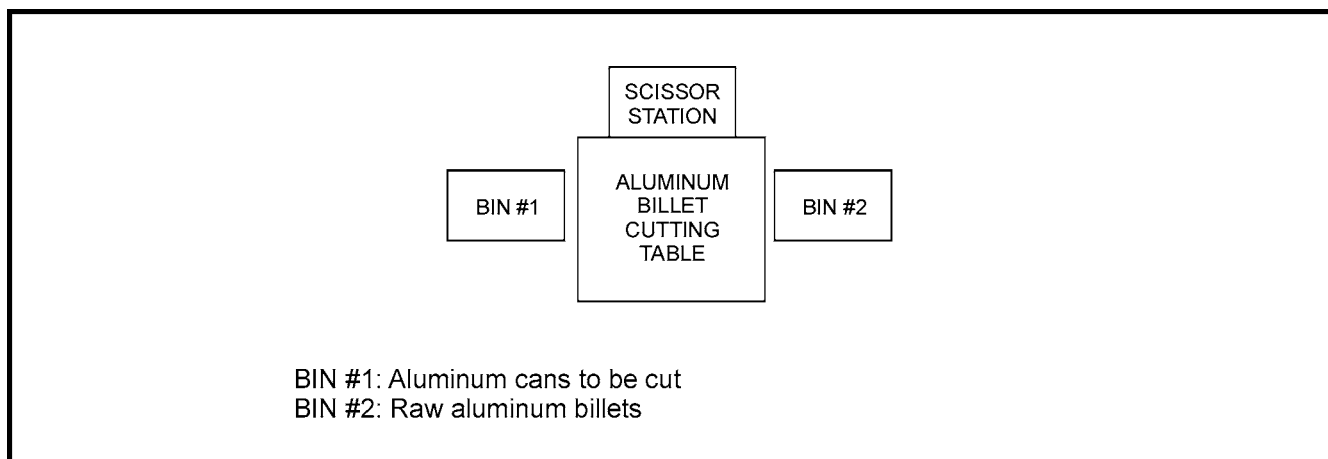 SCISSOR
STATION
ALUMINUM
BILLET
CUTTING
TABLE
BIN #1
BIN #2
BIN #1: Aluminum cans to be cut
BIN #2: Raw aluminum billets